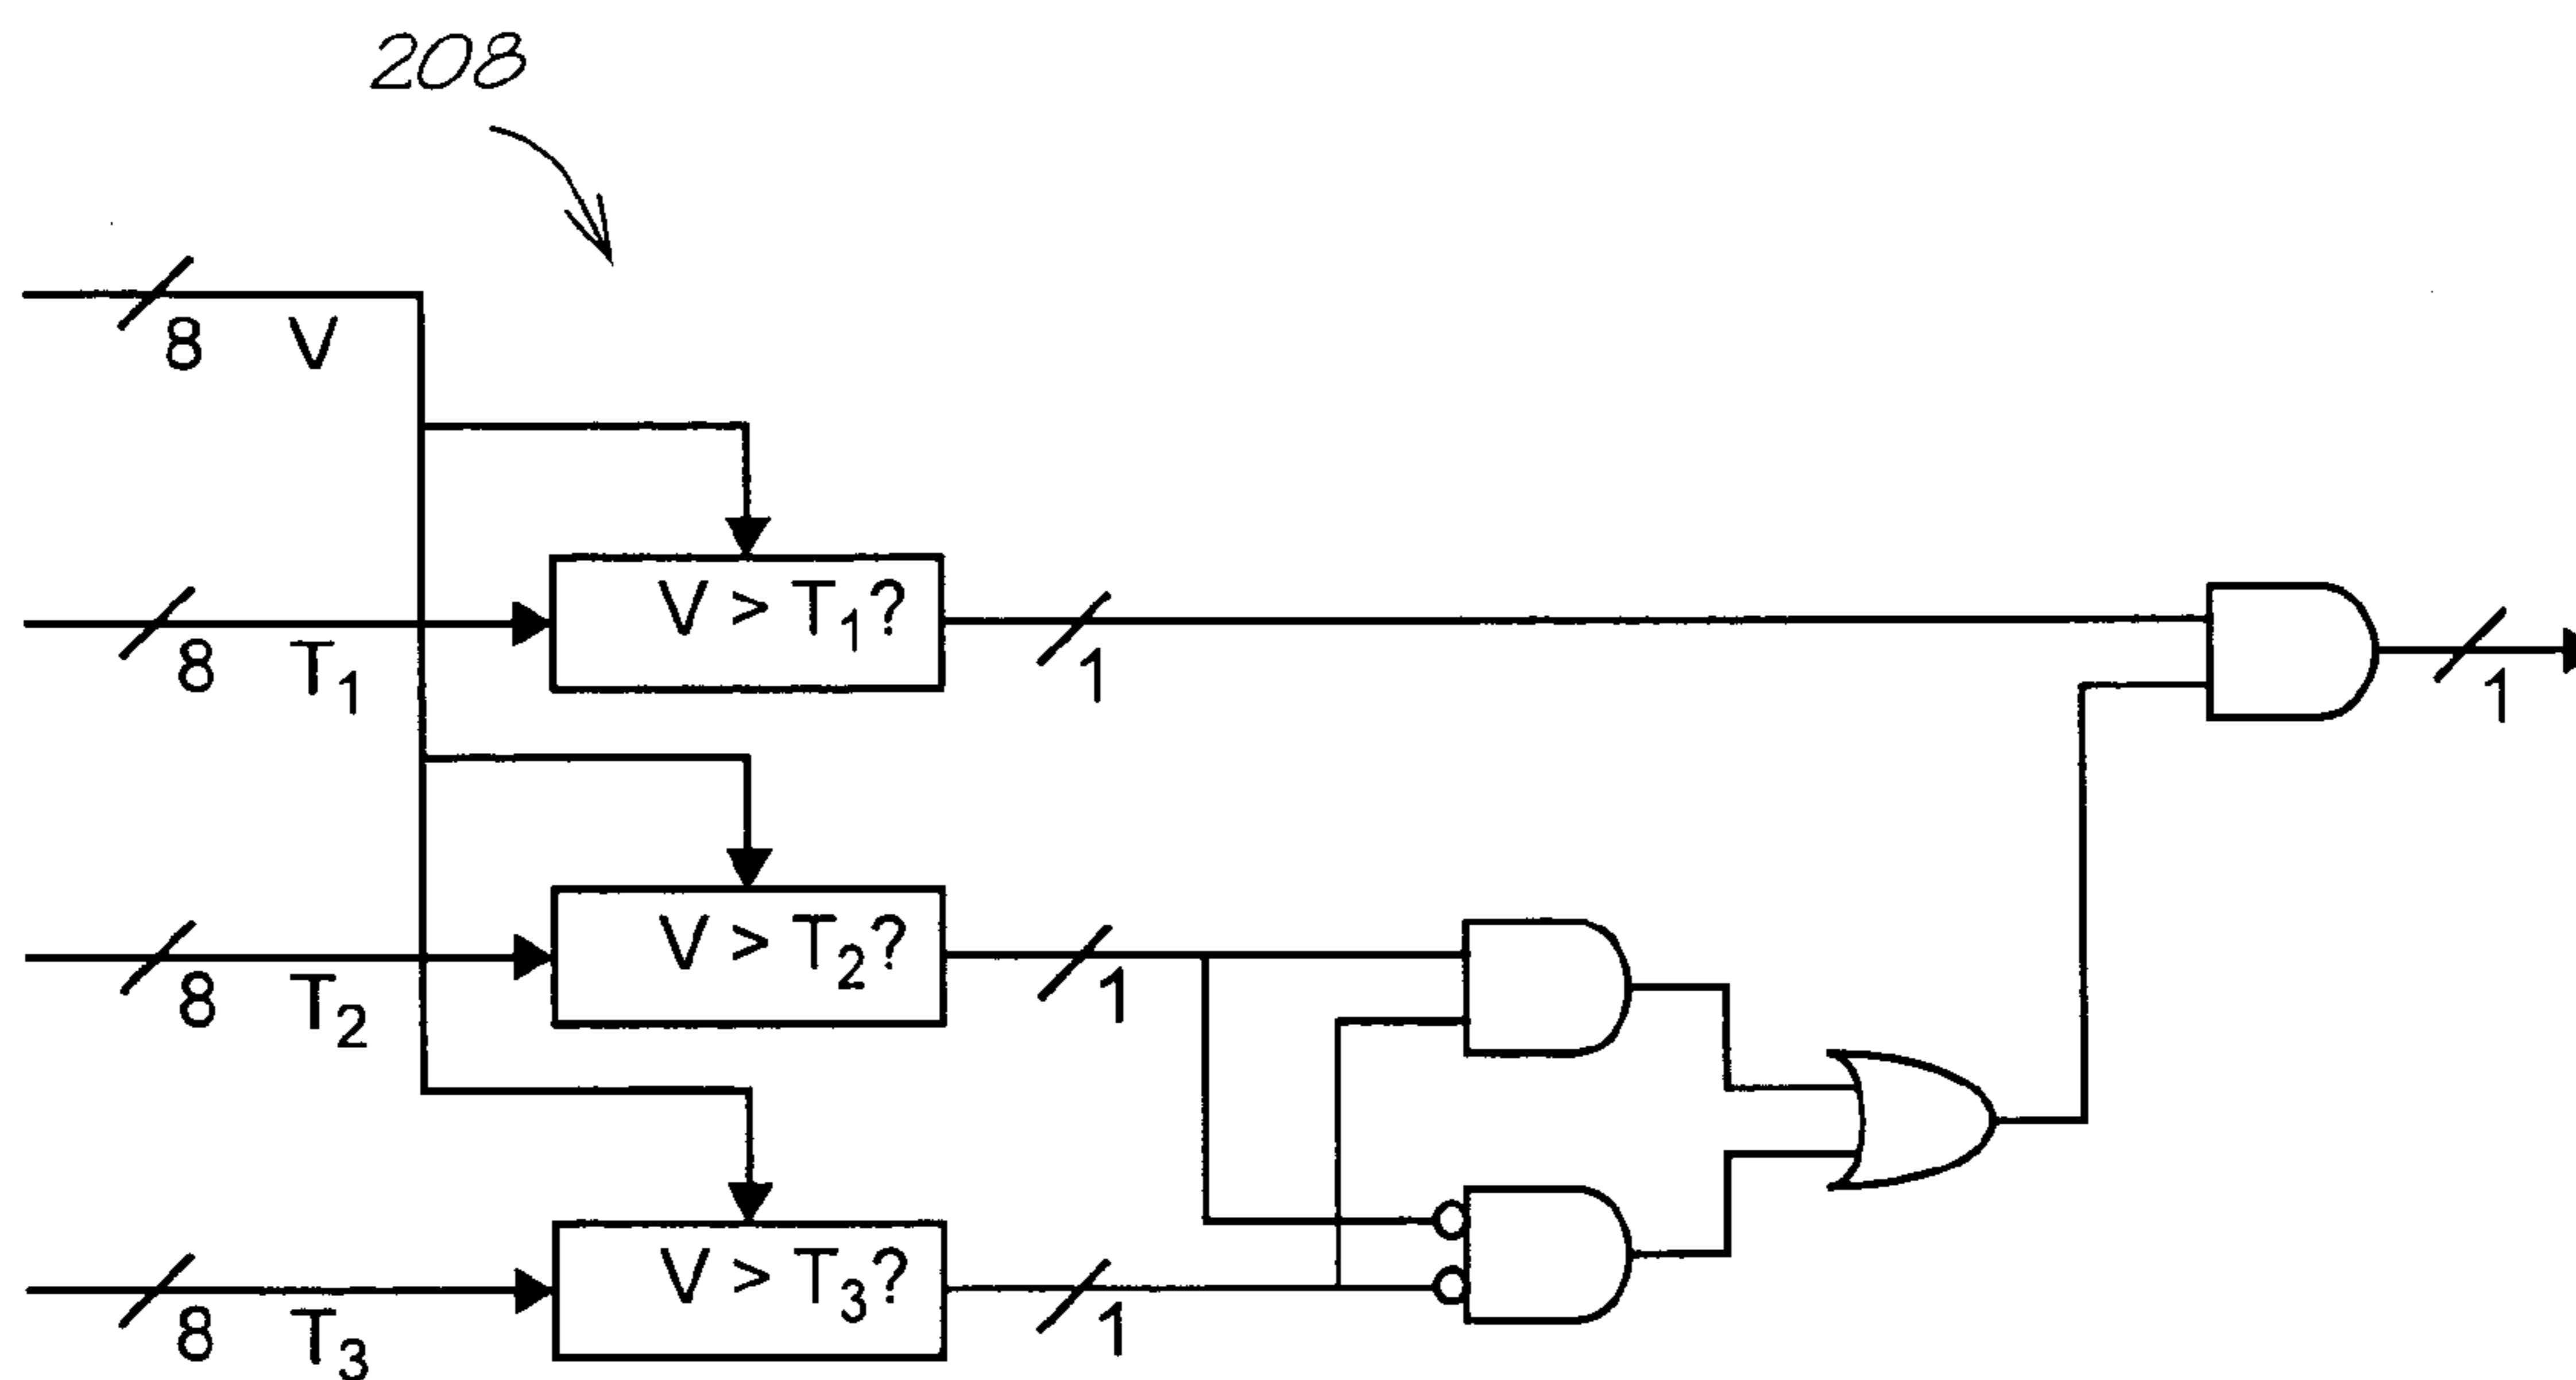 208
8 V
V > T₁?
8 T₁ 1 1
V > T₂?
8 T₂ 1
V > T₃?
8 T₃ 1